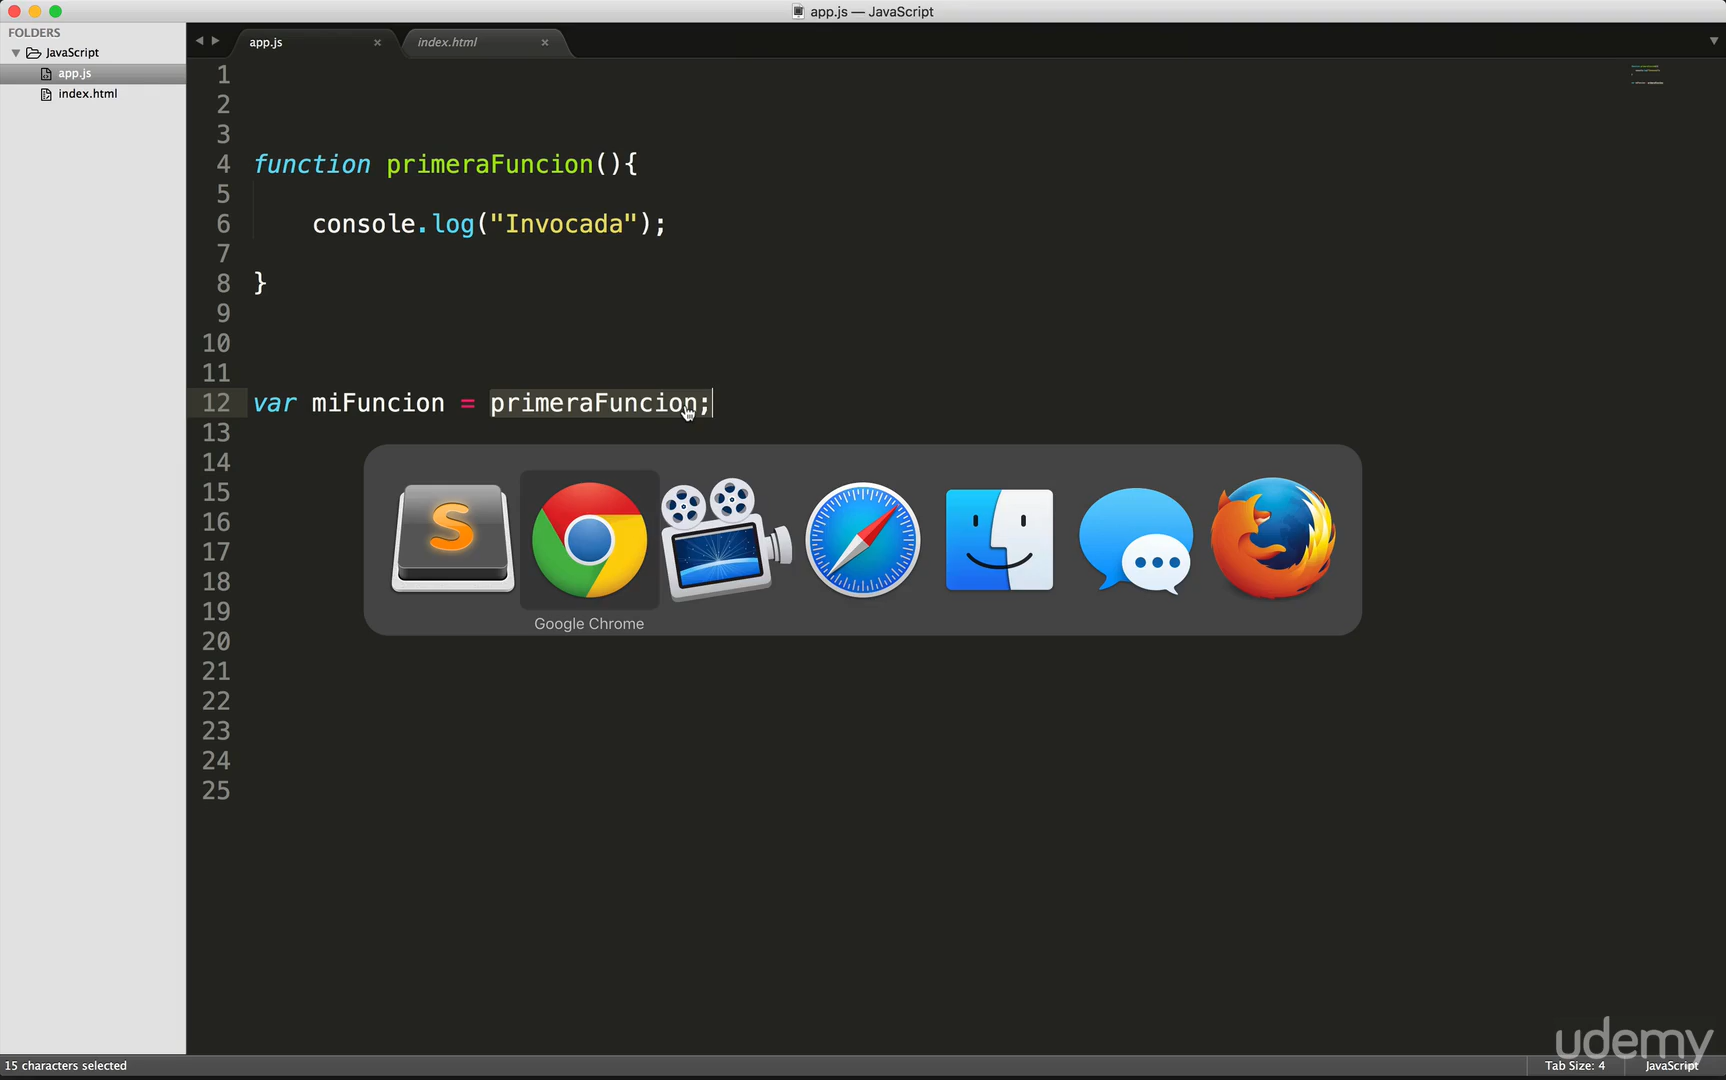 app.js — JavaScript
FOLDERS
JavaScript
app.js
index.html
app.js
index.html
1
2
3
4 function primeraFuncion(){
5
6 console.log("Invocada");
7
8 }
9
10
11
12 var miFuncion = primeraFuncion;
13
14
15
16
17
18
19
20
21
22
23
24
25
Google Chrome
udemy
15 characters selected
Tab Size: 4
JavaScript